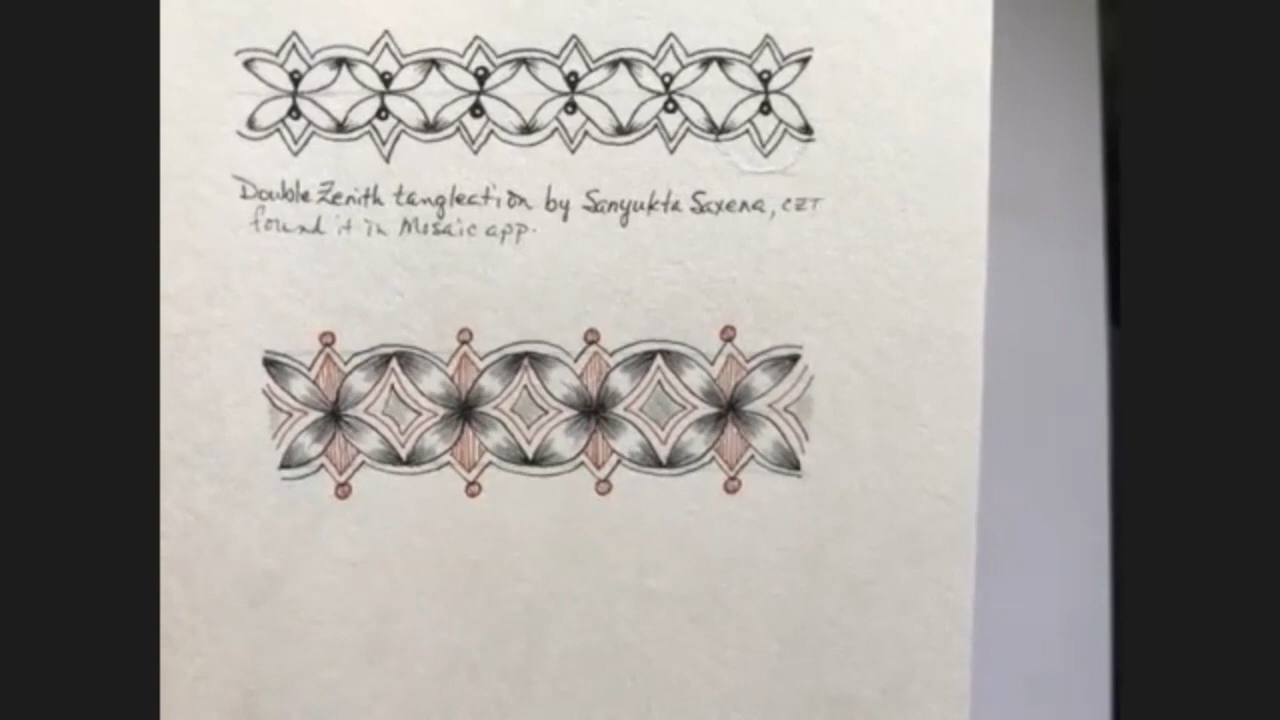 Double Zenith tanglection by Sanyukta Saxena, CZT
found it in Mosaic app.